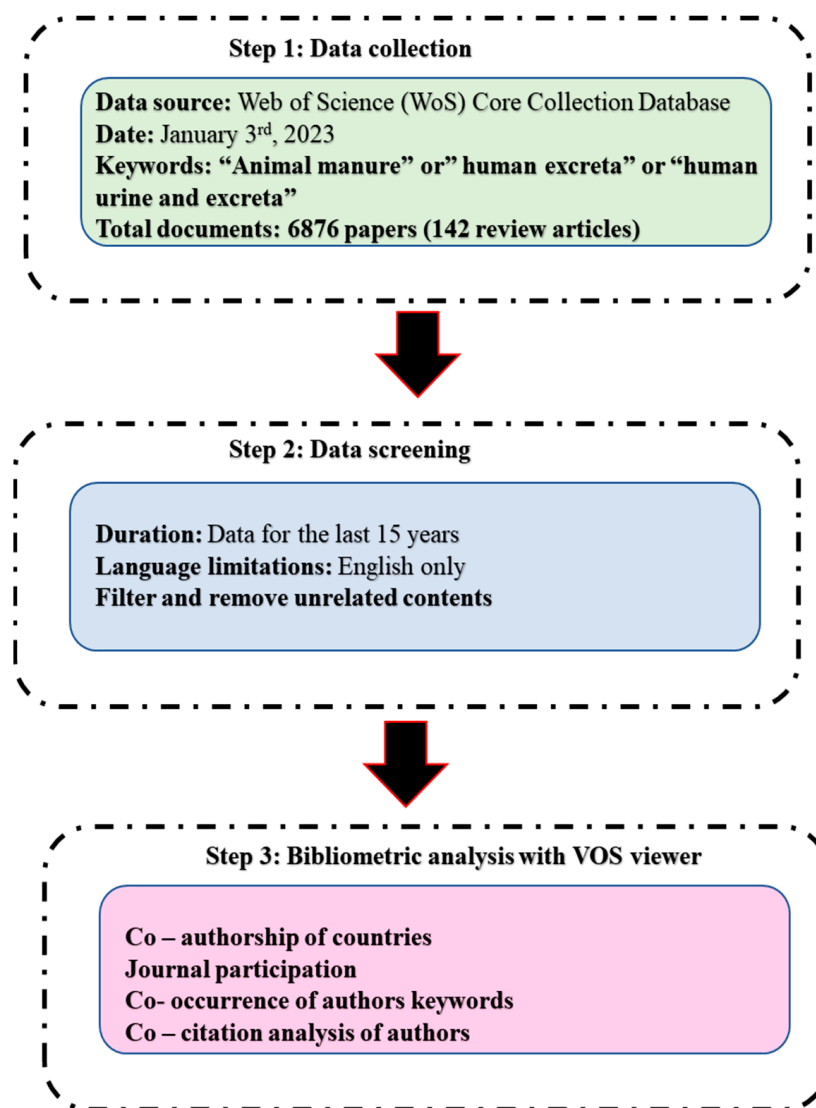 Step 1: Data collection
Data source: Web of Science (WoS) Core Collection Database
Date: January 3rd, 2023
Keywords: “Animal manure” or” human excreta” or “human
urine and excreta”
Total documents: 6876 papers (142 review articles)
Step 2: Data screening
Duration: Data for the last 15 years
Language limitations: English only
Filter and remove unrelated contents
Step 3: Bibliometric analysis with VOS viewer
Co – authorship of countries
Journal participation
Co- occurrence of authors keywords
Co – citation analysis of authors